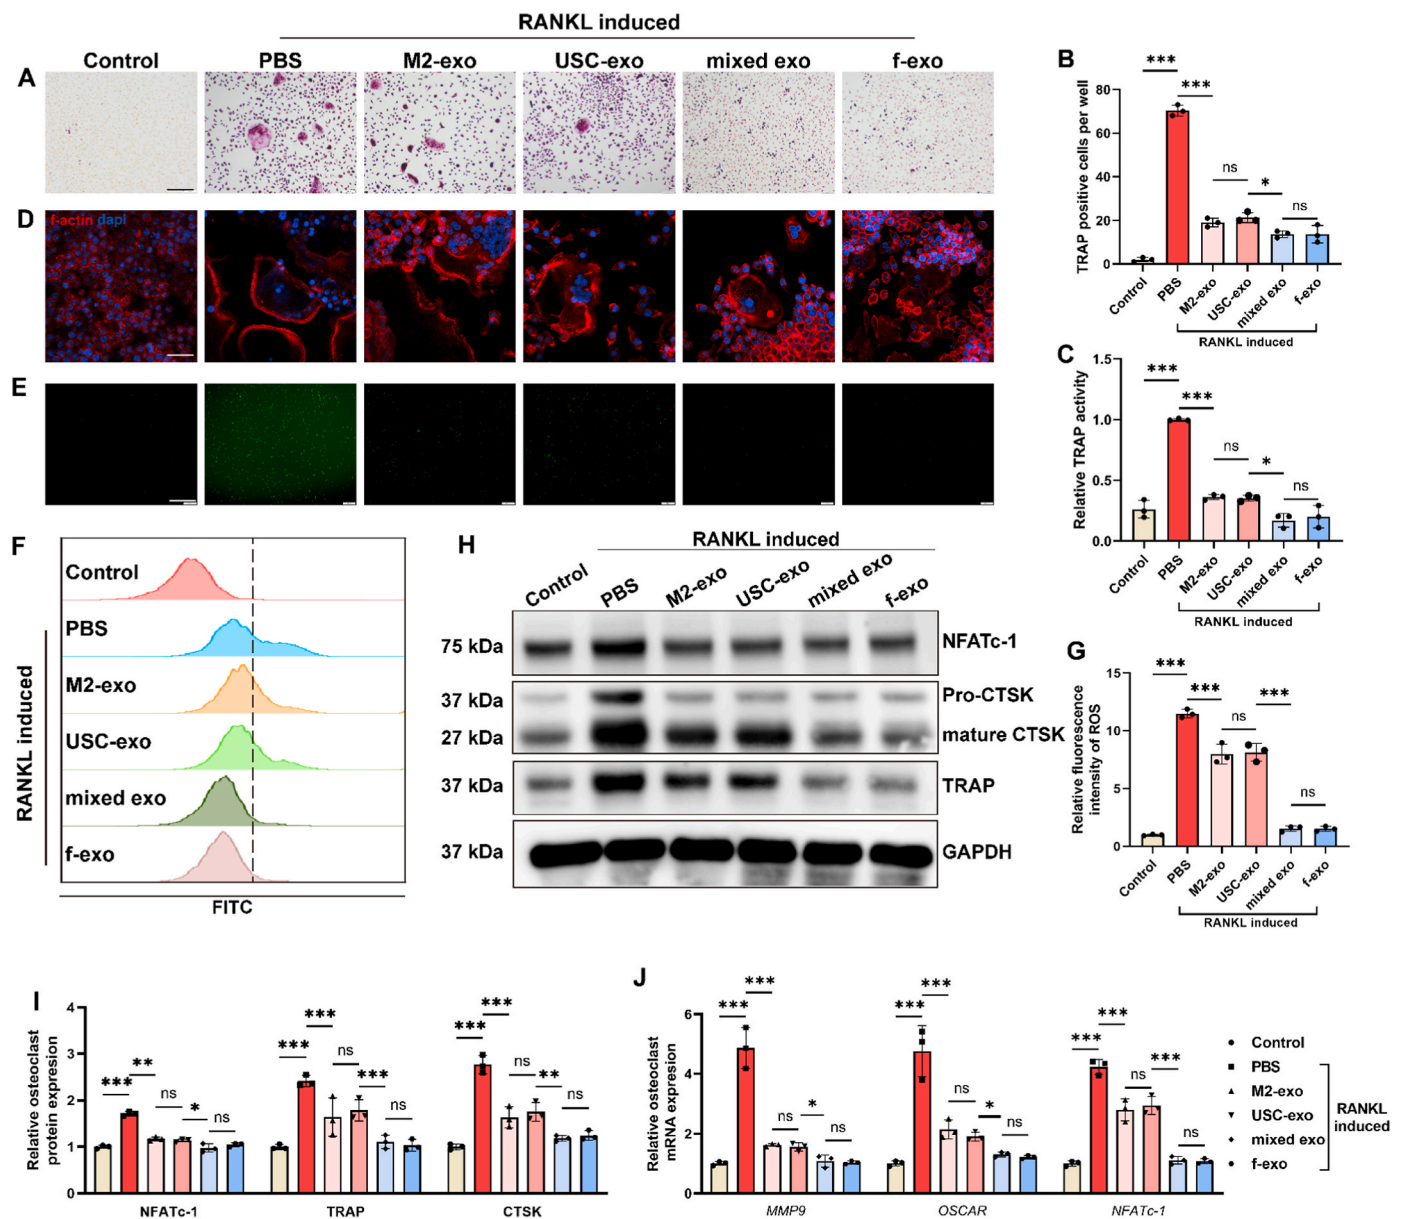 RANKL induced
Control PBS M2-exo USC-exo mixed exo f-exo
A
D
f-actin dapi
E
B
TRAP positive cells per well
80
60
40
20
0
*** *** ns * ns
Control PBS M2-exo USC-exo mixed exo f-exo
RANKL induced
C
Relative TRAP activity
1.5
1.0
0.5
0.0
*** *** ns * ns
Control PBS M2-exo USC-exo mixed exo f-exo
RANKL induced
F
RANKL induced
Control
PBS
M2-exo
USC-exo
mixed exo
f-exo
FITC
H
RANKL induced
Control PBS M2-exo USC-exo mixed exo f-exo
75 kDa NFATc-1
37 kDa Pro-CTSK
27 kDa mature CTSK
37 kDa TRAP
37 kDa GAPDH
G
Relative fluorescence
intensity of ROS
15
10
5
0
*** *** ns *** ns
Control PBS M2-exo USC-exo mixed exo f-exo
RANKL induced
I
Relative osteoclast
protein expresion
4
3
2
1
0
*** ** ns * ns
*** *** ns *** ns
*** *** ns ** ns
NFATc-1 TRAP CTSK
J
Relative osteoclast
mRNA expresion
6
4
2
0
*** *** ns * ns
*** *** ns * ns
*** *** ns *** ns
MMP9 OSCAR NFATc-1
Control
PBS
M2-exo
USC-exo
mixed exo
f-exo
RANKL
induced